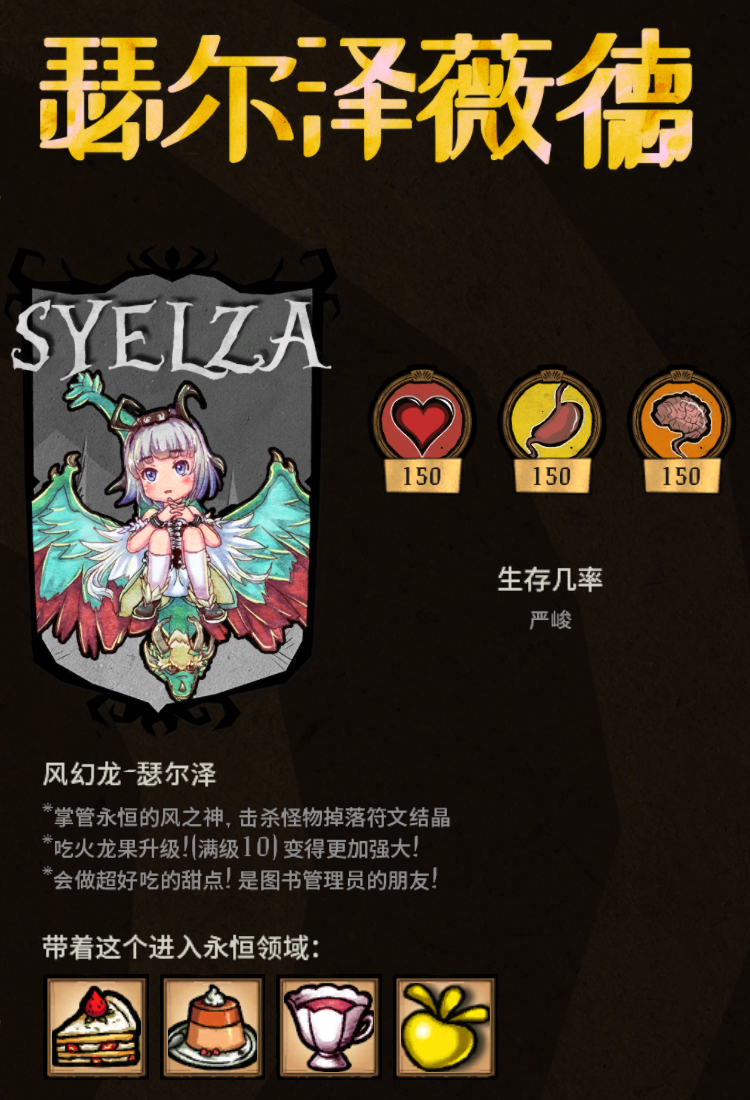 瑟尔泽薇德
SYELZA
150
150
150
生存几率
严峻
风幻龙-瑟尔泽
*掌管永恒的风之神,击杀怪物掉落符文结晶
*吃火龙果升级!(满级10)变得更加强大!
*会做超好吃的甜点!是图书管理员的朋友!
带着这个进入永恒领域: